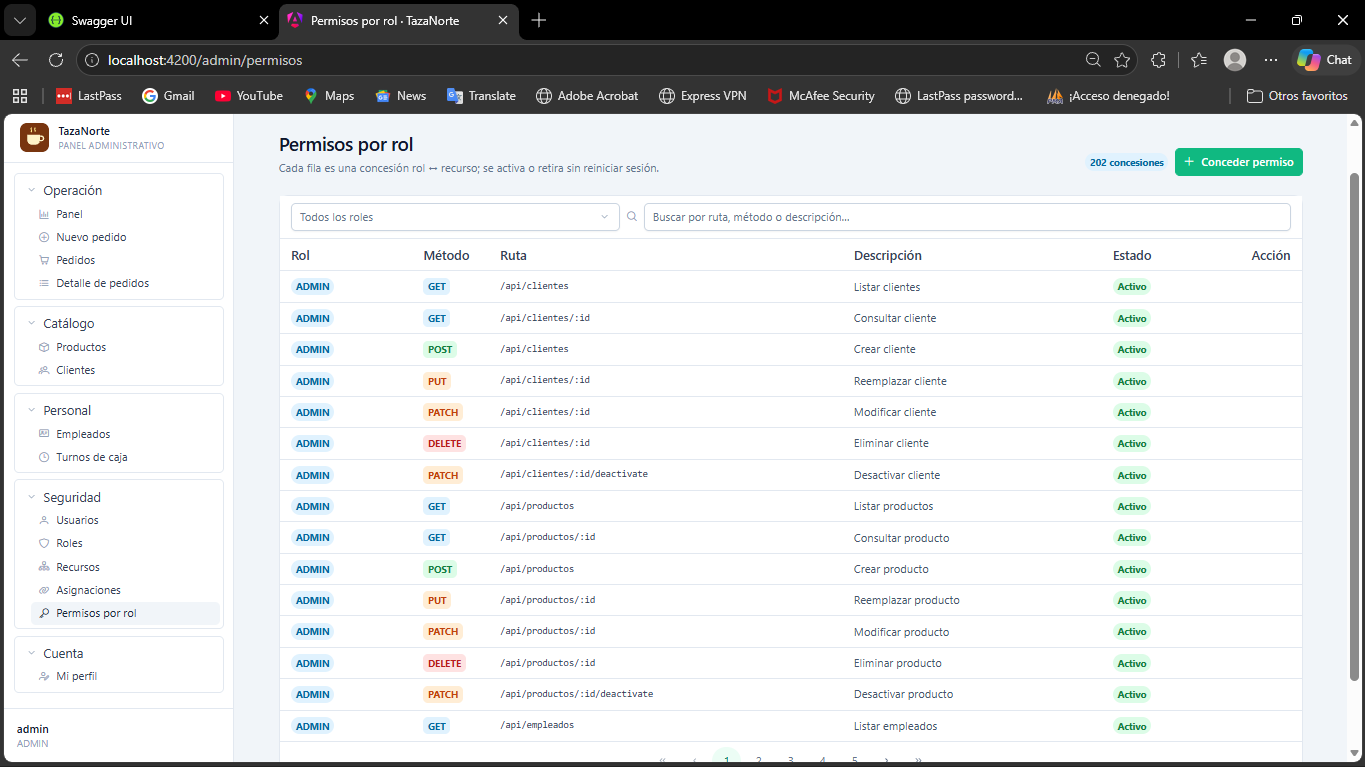 Swagger UI
Permisos por rol · TazaNorte
localhost:4200/admin/permisos
Chat
LastPass
Gmail
YouTube
Maps
News
Translate
Adobe Acrobat
Express VPN
McAfee Security
LastPass password...
¡Acceso denegado!
Otros favoritos
TazaNorte
PANEL ADMINISTRATIVO
Operación
Panel
Nuevo pedido
Pedidos
Detalle de pedidos
Catálogo
Productos
Clientes
Personal
Empleados
Turnos de caja
Seguridad
Usuarios
Roles
Recursos
Asignaciones
Permisos por rol
Cuenta
Mi perfil
admin
ADMIN
Permisos por rol
Cada fila es una concesión rol ↔ recurso; se activa o retira sin reiniciar sesión.
202 concesiones
+ Conceder permiso
Todos los roles
Buscar por ruta, método o descripción...
Rol Método Ruta Descripción Estado Acción
ADMIN GET /api/clientes Listar clientes Activo
ADMIN GET /api/clientes/:id Consultar cliente Activo
ADMIN POST /api/clientes Crear cliente Activo
ADMIN PUT /api/clientes/:id Reemplazar cliente Activo
ADMIN PATCH /api/clientes/:id Modificar cliente Activo
ADMIN DELETE /api/clientes/:id Eliminar cliente Activo
ADMIN PATCH /api/clientes/:id/deactivate Desactivar cliente Activo
ADMIN GET /api/productos Listar productos Activo
ADMIN GET /api/productos/:id Consultar producto Activo
ADMIN POST /api/productos Crear producto Activo
ADMIN PUT /api/productos/:id Reemplazar producto Activo
ADMIN PATCH /api/productos/:id Modificar producto Activo
ADMIN DELETE /api/productos/:id Eliminar producto Activo
ADMIN PATCH /api/productos/:id/deactivate Desactivar producto Activo
ADMIN GET /api/empleados Listar empleados Activo
« ‹ 1 2 3 4 5 › »